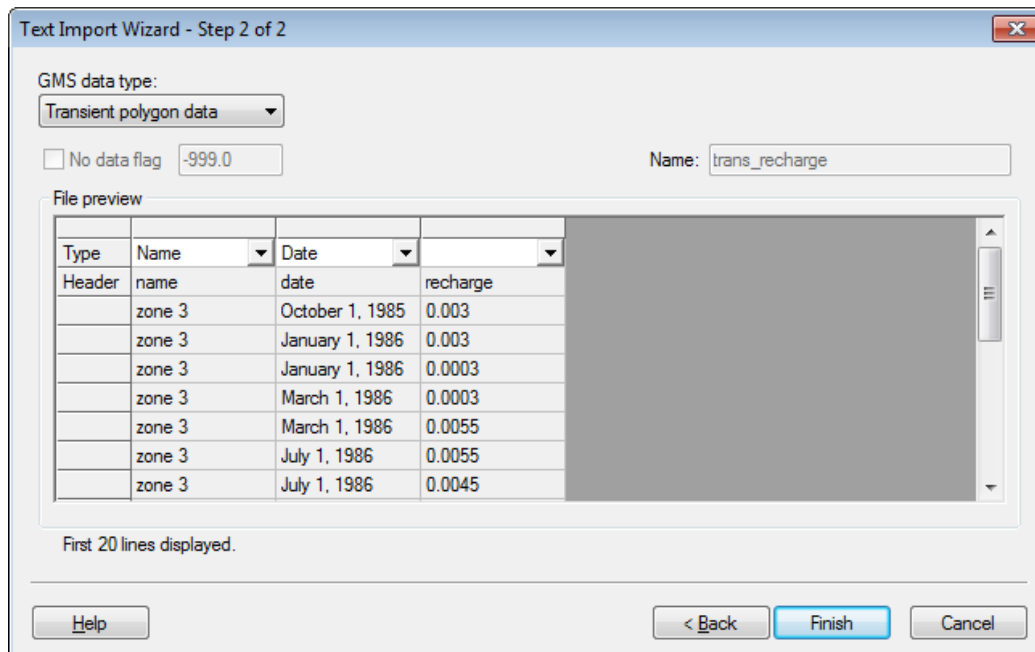 Text Import Wizard - Step 2 of 2
GMS data type:
Transient polygon data
No data flag -999.0 Name: trans_recharge
File preview
Type Name Date
Header name date recharge
zone 3 October 1, 1985 0.003
zone 3 January 1, 1986 0.003
zone 3 January 1, 1986 0.0003
zone 3 March 1, 1986 0.0003
zone 3 March 1, 1986 0.0055
zone 3 July 1, 1986 0.0055
zone 3 July 1, 1986 0.0045
First 20 lines displayed.
Help < Back Finish Cancel